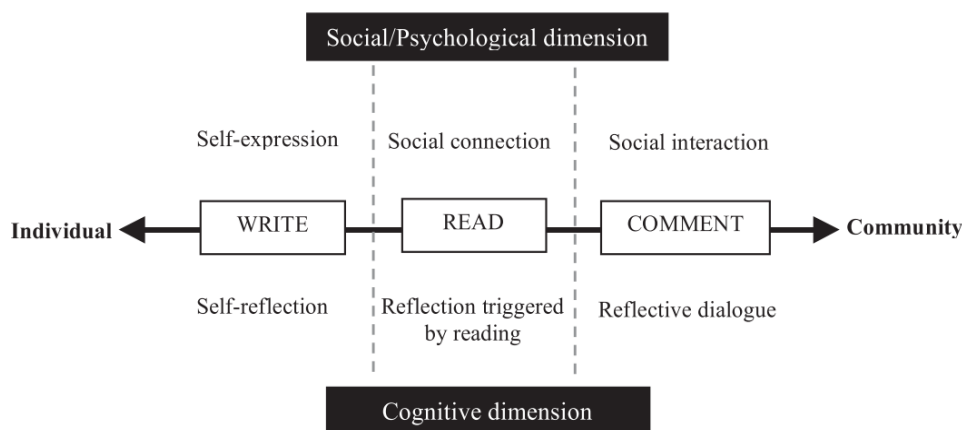 Social/Psychological dimension
Self-expression
Social connection
Social interaction
Individual
WRITE
READ
COMMENT
Community
Self-reflection
Reflection triggered
by reading
Reflective dialogue
Cognitive dimension